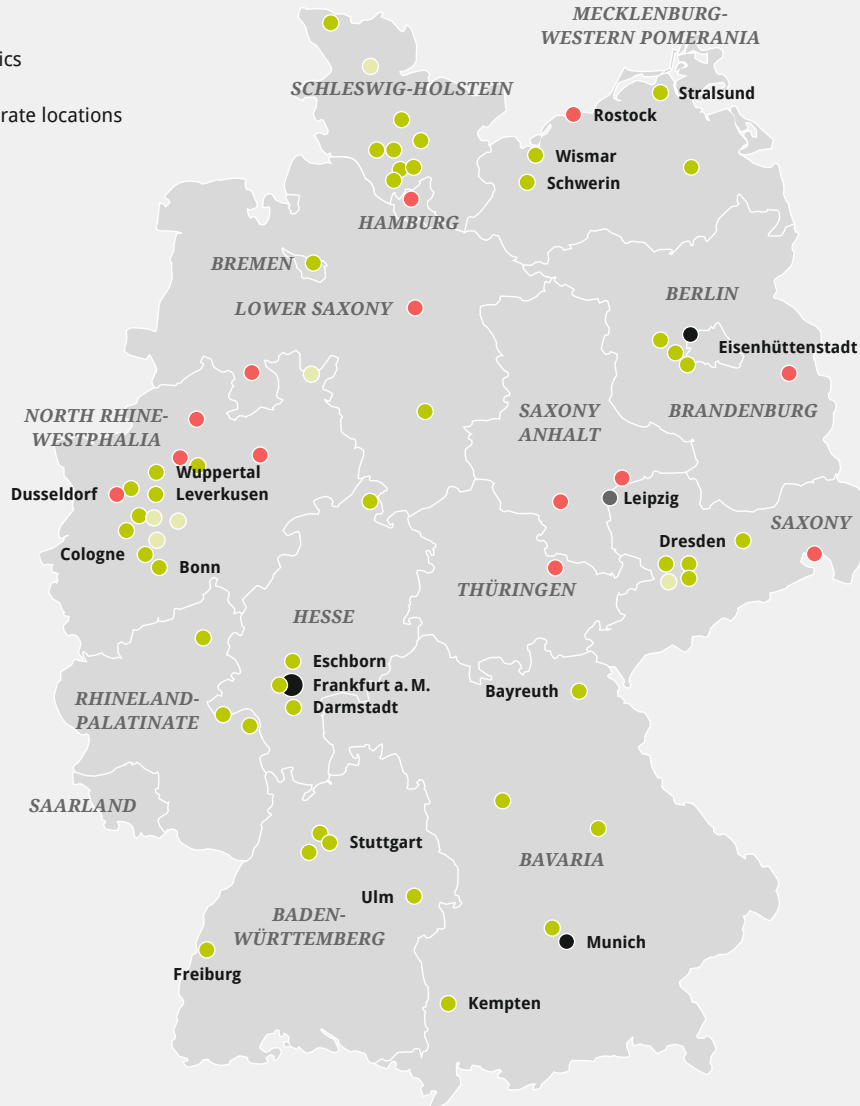 MECKLENBURG-
WESTERN POMERANIA
ics
SCHLESWIG-HOLSTEIN
Stralsund
rate locations
Rostock
Wismar
Schwerin
HAMBURG
BREMEN
BERLIN
LOWER SAXONY
Eisenhüttenstadt
NORTH RHINE-
WESTPHALIA
SAXONY
ANHALT
BRANDENBURG
Wuppertal
Dusseldorf
Leverkusen
Leipzig
SAXONY
Cologne
Dresden
Bonn
THÜRINGEN
HESSE
Eschborn
Frankfurt a. M.
Bayreuth
RHINELAND-
PALATINATE
Darmstadt
SAARLAND
Stuttgart
BAVARIA
Ulm
BADEN-
WÜRTTEMBERG
Munich
Freiburg
Kempten